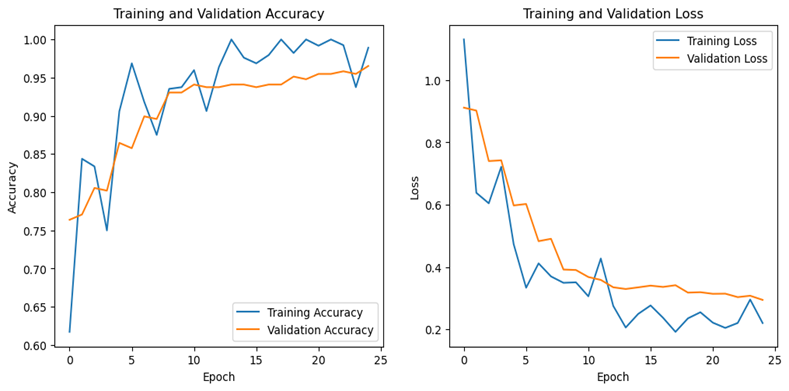 Training and Validation Accuracy
1.00
0.95
0.90
0.85
0.80
0.75
0.70
0.65
0.60
Accuracy
0
5
10
15
20
25
Epoch
Training Accuracy
Validation Accuracy
Training and Validation Loss
1.0
0.8
0.6
0.4
0.2
Loss
0
5
10
15
20
25
Epoch
Training Loss
Validation Loss